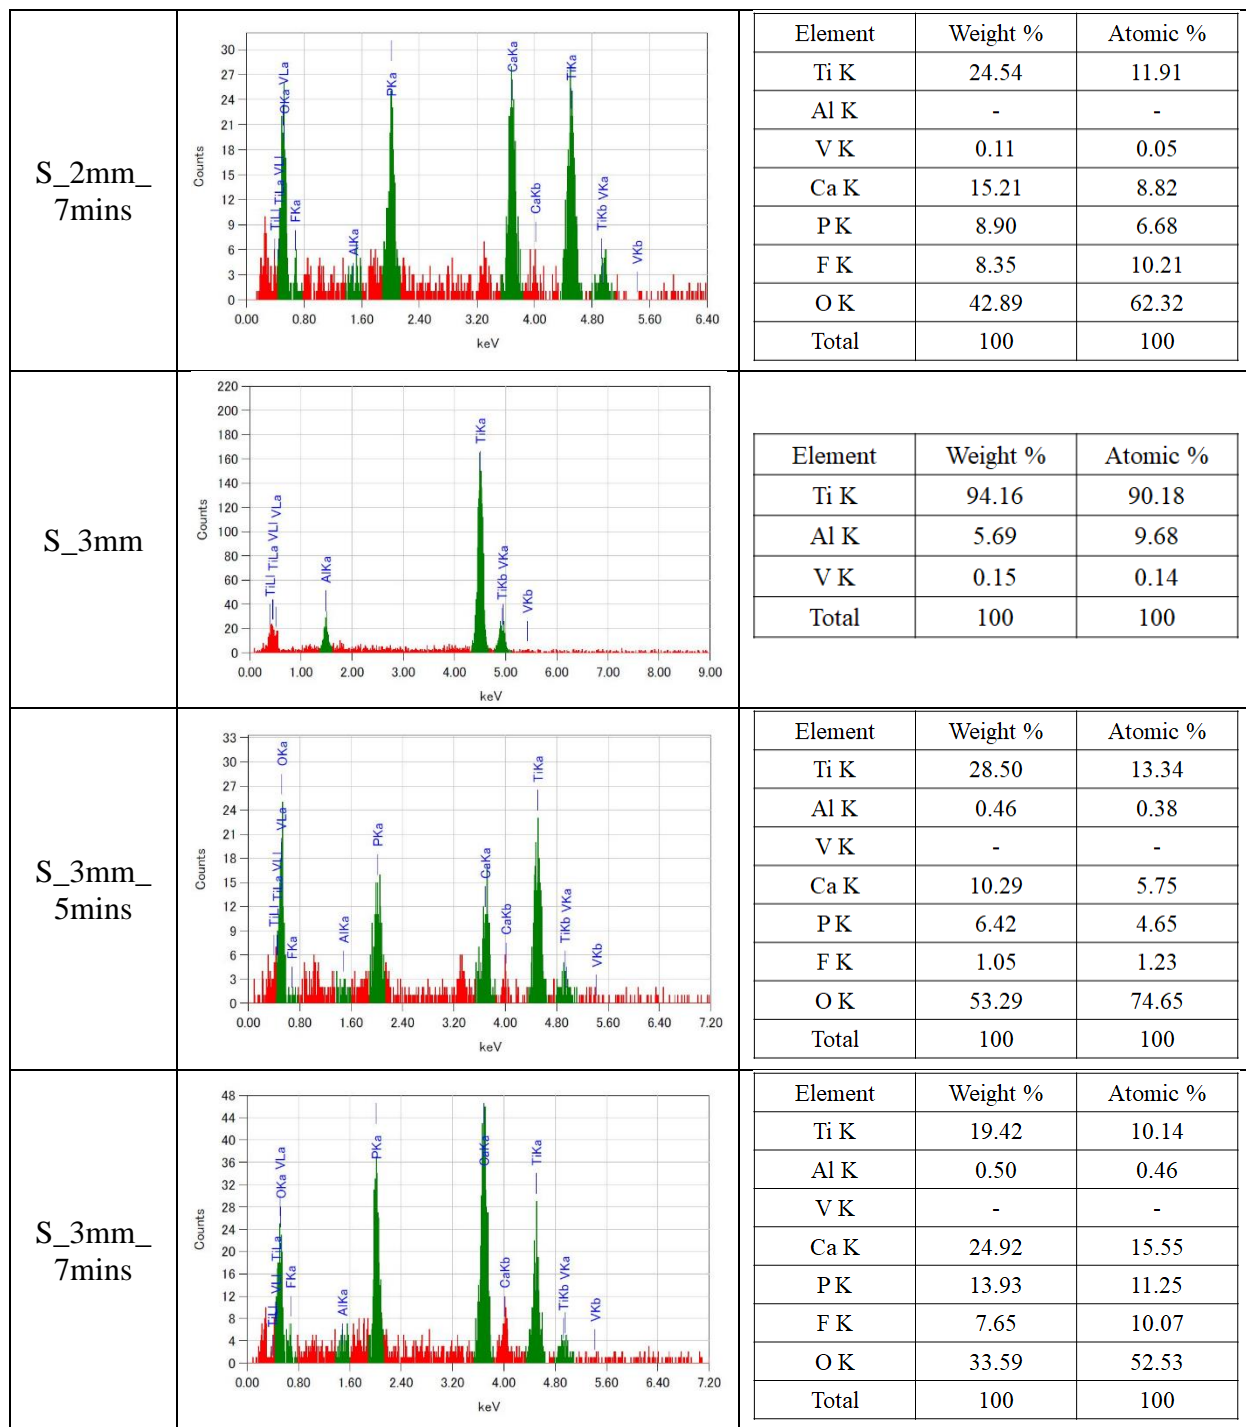 S_2mm_
7mins
30
27
24
21
18
15
12
9
6
3
0
Counts
TiLl TiLa VLl
OKa VLa
FKa
AlKa
PKa
CaKa
CaKb
TiKa
TiKb VKa
VKb
0.00 0.80 1.60 2.40 3.20 4.00 4.80 5.60 6.40
keV
Element Weight % Atomic %
Ti K 24.54 11.91
Al K - -
V K 0.11 0.05
Ca K 15.21 8.82
P K 8.90 6.68
F K 8.35 10.21
O K 42.89 62.32
Total 100 100
S_3mm
220
200
180
160
140
120
100
80
60
40
20
0
Counts
TiLl TiLa VLl VLa
AlKa
TiKa
TiKb VKa
VKb
0.00 1.00 2.00 3.00 4.00 5.00 6.00 7.00 8.00 9.00
keV
Element Weight % Atomic %
Ti K 94.16 90.18
Al K 5.69 9.68
V K 0.15 0.14
Total 100 100
S_3mm_
5mins
33
30
27
24
21
18
15
12
9
6
3
0
Counts
TiLl TiLa VLl
VLa
OKa
FKa
AlKa
PKa
CaKa
CaKb
TiKa
TiKb VKa
VKb
0.00 0.80 1.60 2.40 3.20 4.00 4.80 5.60 6.40 7.20
keV
Element Weight % Atomic %
Ti K 28.50 13.34
Al K 0.46 0.38
V K - -
Ca K 10.29 5.75
P K 6.42 4.65
F K 1.05 1.23
O K 53.29 74.65
Total 100 100
S_3mm_
7mins
48
44
40
36
32
28
24
20
16
12
8
4
0
Counts
TiLl VLl TiLa
OKa VLa
FKa
AlKa
PKa
CaKa
CaKb
TiKa
TiKb VKa
VKb
0.00 0.80 1.60 2.40 3.20 4.00 4.80 5.60 6.40 7.20
keV
Element Weight % Atomic %
Ti K 19.42 10.14
Al K 0.50 0.46
V K - -
Ca K 24.92 15.55
P K 13.93 11.25
F K 7.65 10.07
O K 33.59 52.53
Total 100 100